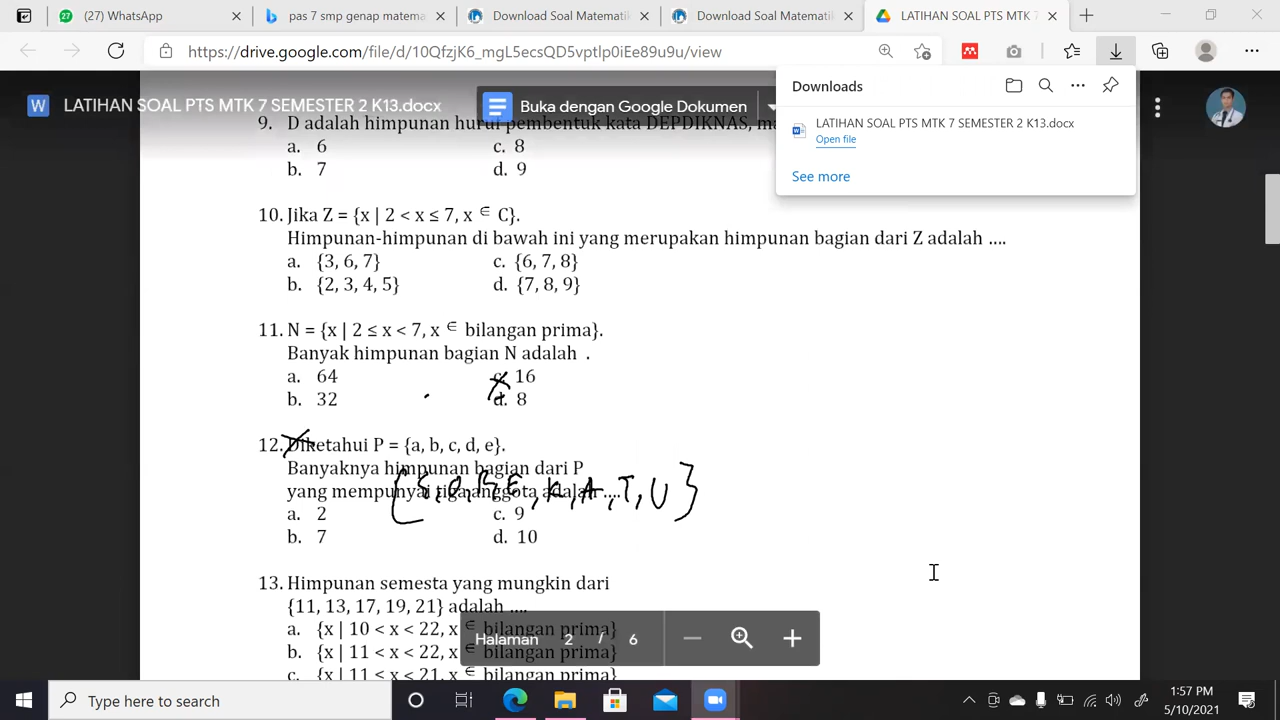 (27) WhatsApp
pas 7 smp genap matema
Download Soal Matematik
Download Soal Matematik
LATIHAN SOAL PTS MTK 7
https://drive.google.com/file/d/10QfzjK6_mgL5ecsQD5vptlp0iEe89u9u/view
W LATIHAN SOAL PTS MTK 7 SEMESTER 2 K13.docx
Buka dengan Google Dokumen
Downloads
LATIHAN SOAL PTS MTK 7 SEMESTER 2 K13.docx
Open file
See more
9. D adalah himpunan huruf pembentuk kata DEPDIKNAS, ma
a. 6 c. 8
b. 7 d. 9
10. Jika Z = {x | 2 < x ≤ 7, x ∈ C}.
Himpunan-himpunan di bawah ini yang merupakan himpunan bagian dari Z adalah ....
a. {3, 6, 7} c. {6, 7, 8}
b. {2, 3, 4, 5} d. {7, 8, 9}
11. N = {x | 2 ≤ x < 7, x ∈ bilangan prima}.
Banyak himpunan bagian N adalah .
a. 64 c. 16
b. 32 d. 8
12. Diketahui P = {a, b, c, d, e}.
Banyaknya himpunan bagian dari P
yang mempunyai tiga anggota adalah ....
, E, K, A, T, U }
a. 2 c. 9
b. 7 d. 10
13. Himpunan semesta yang mungkin dari
{11, 13, 17, 19, 21} adalah ....
a. {x | 10 < x < 22, x ∈ bilangan prima}
b. {x | 11 < x < 22, x ∈ bilangan prima}
c. {x | 11 < x < 21, x ∈ bilangan prima}
Halaman 2 / 6
Type here to search
1:57 PM
5/10/2021